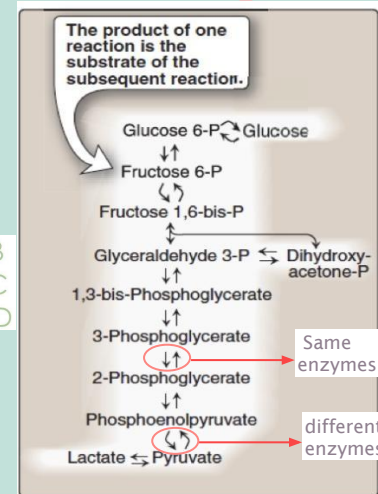 The product of one
reaction is the
substrate of the
subsequent reaction.
Glucose 6-P Glucose
↓↑
Fructose 6-P
Fructose 1,6-bis-P
Glyceraldehyde 3-P ⇆ Dihydroxy-
acetone-P
↓↑
1,3-bis-Phosphoglycerate
↓↑
3-Phosphoglycerate
↓↑
Same
enzymes
2-Phosphoglycerate
↓↑
Phosphoenolpyruvate
different
enzymes
Lactate ⇆ Pyruvate